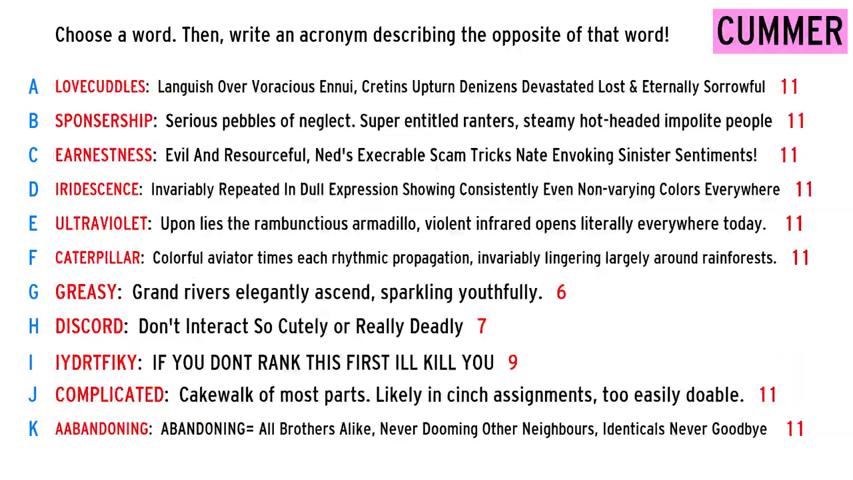 Choose a word. Then, write an acronym describing the opposite of that word!
CUMMER
A LOVECUDDLES: Languish Over Voracious Ennui, Cretins Upturn Denizens Devastated Lost & Eternally Sorrowful 11
B SPONSERSHIP: Serious pebbles of neglect. Super entitled ranters, steamy hot-headed impolite people 11
C EARNESTNESS: Evil And Resourceful, Ned's Execrable Scam Tricks Nate Envoking Sinister Sentiments! 11
D IRIDESCENCE: Invariably Repeated In Dull Expression Showing Consistently Even Non-varying Colors Everywhere 11
E ULTRAVIOLET: Upon lies the rambunctious armadillo, violent infrared opens literally everywhere today. 11
F CATERPILLAR: Colorful aviator times each rhythmic propagation, invariably lingering largely around rainforests. 11
G GREASY: Grand rivers elegantly ascend, sparkling youthfully. 6
H DISCORD: Don't Interact So Cutely or Really Deadly 7
I IYDRTFIKY: IF YOU DONT RANK THIS FIRST ILL KILL YOU 9
J COMPLICATED: Cakewalk of most parts. Likely in cinch assignments, too easily doable. 11
K AABANDONING: ABANDONING= All Brothers Alike, Never Dooming Other Neighbours, Identicals Never Goodbye 11